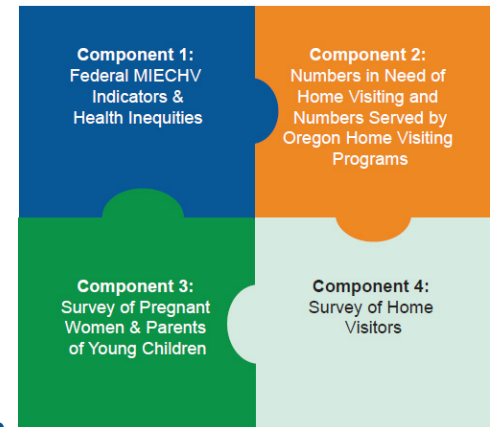 Component 1:
Federal MIECHV
Indicators &
Health Inequities
Component 2:
Numbers in Need of
Home Visiting and
Numbers Served by
Oregon Home Visiting
Programs
Component 3:
Survey of Pregnant
Women & Parents
of Young Children
Component 4:
Survey of Home
Visitors